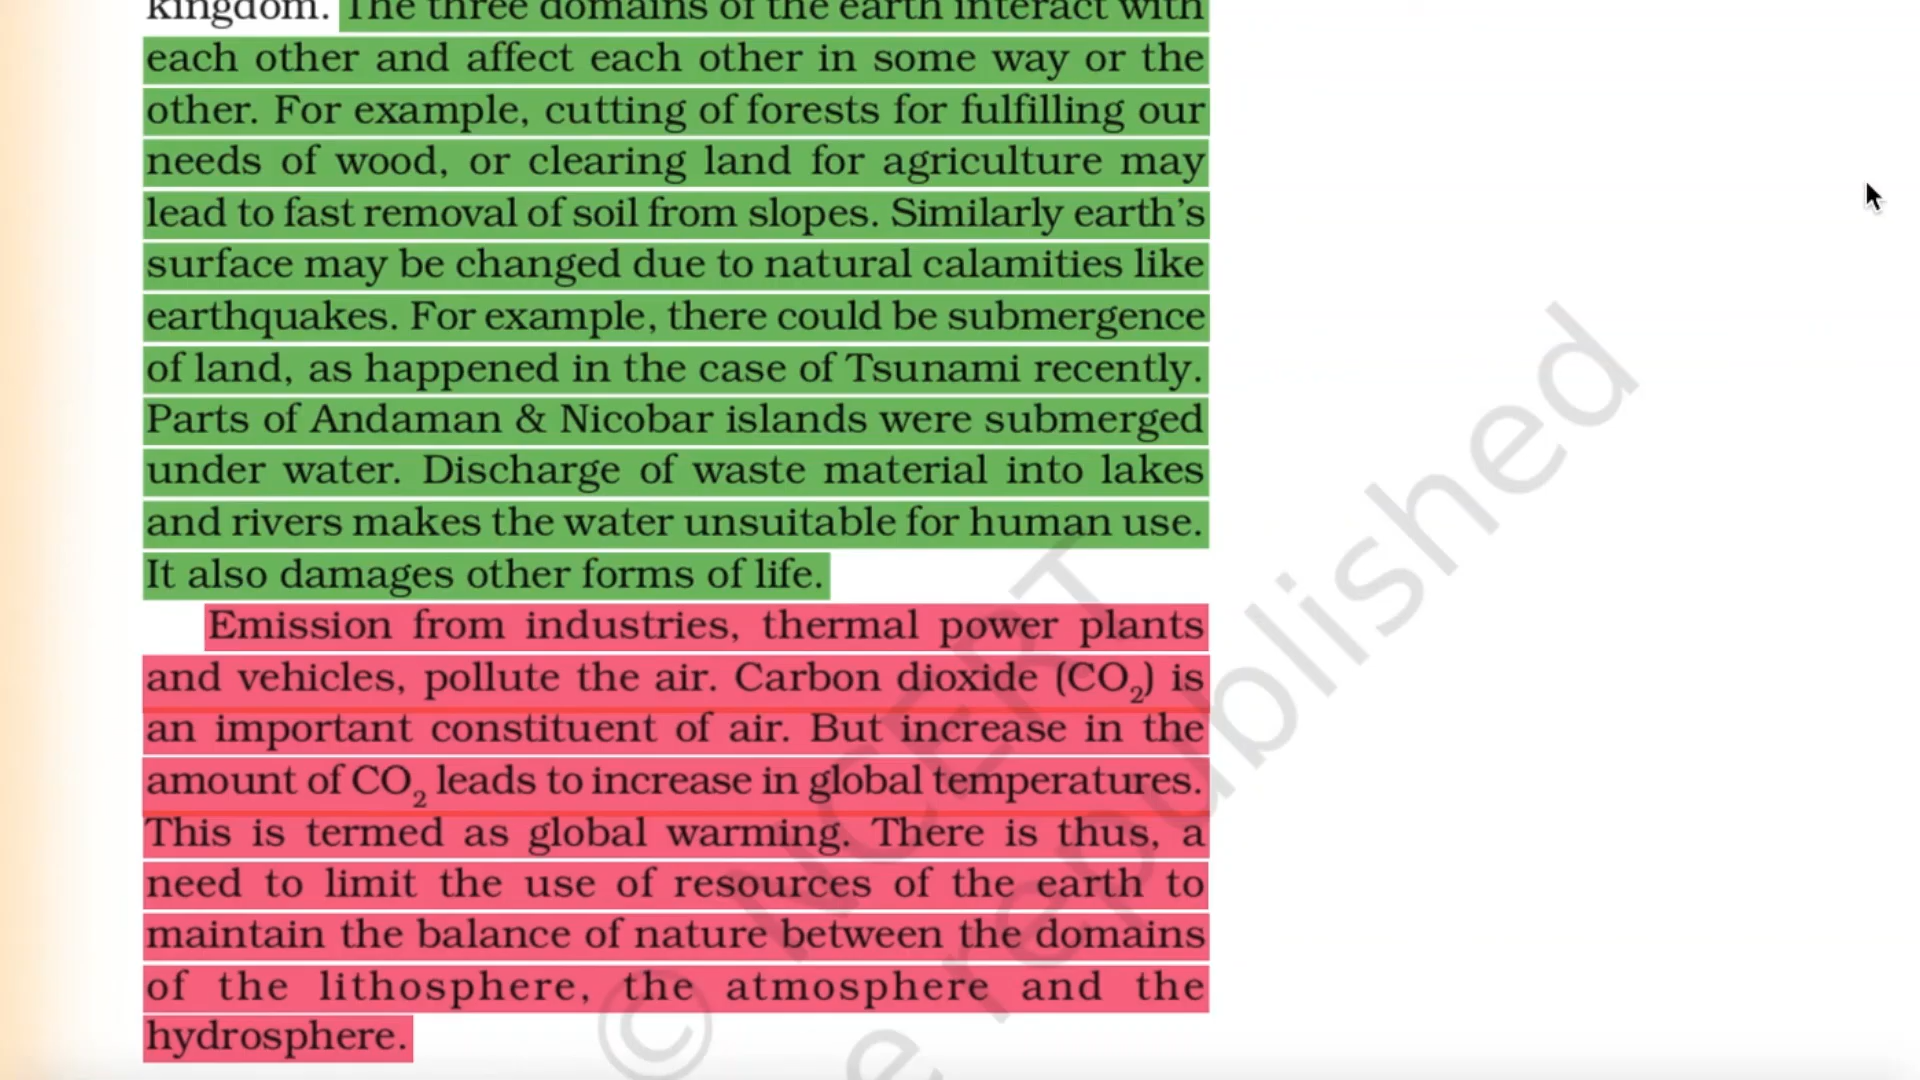 kingdom. The three domains of the earth interact with
each other and affect each other in some way or the
other. For example, cutting of forests for fulfilling our
needs of wood, or clearing land for agriculture may
lead to fast removal of soil from slopes. Similarly earth’s
surface may be changed due to natural calamities like
earthquakes. For example, there could be submergence
of land, as happened in the case of Tsunami recently.
Parts of Andaman & Nicobar islands were submerged
under water. Discharge of waste material into lakes
and rivers makes the water unsuitable for human use.
It also damages other forms of life.
Emission from industries, thermal power plants
and vehicles, pollute the air. Carbon dioxide (CO₂) is
an important constituent of air. But increase in the
amount of CO₂ leads to increase in global temperatures.
This is termed as global warming. There is thus, a
need to limit the use of resources of the earth to
maintain the balance of nature between the domains
of the lithosphere, the atmosphere and the
hydrosphere.
© NCERT
e republished